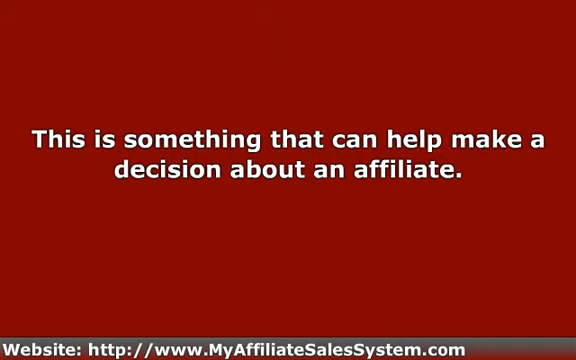 This is something that can help make a
decision about an affiliate.
Website: http://www.MyAffiliateSalesSystem.com